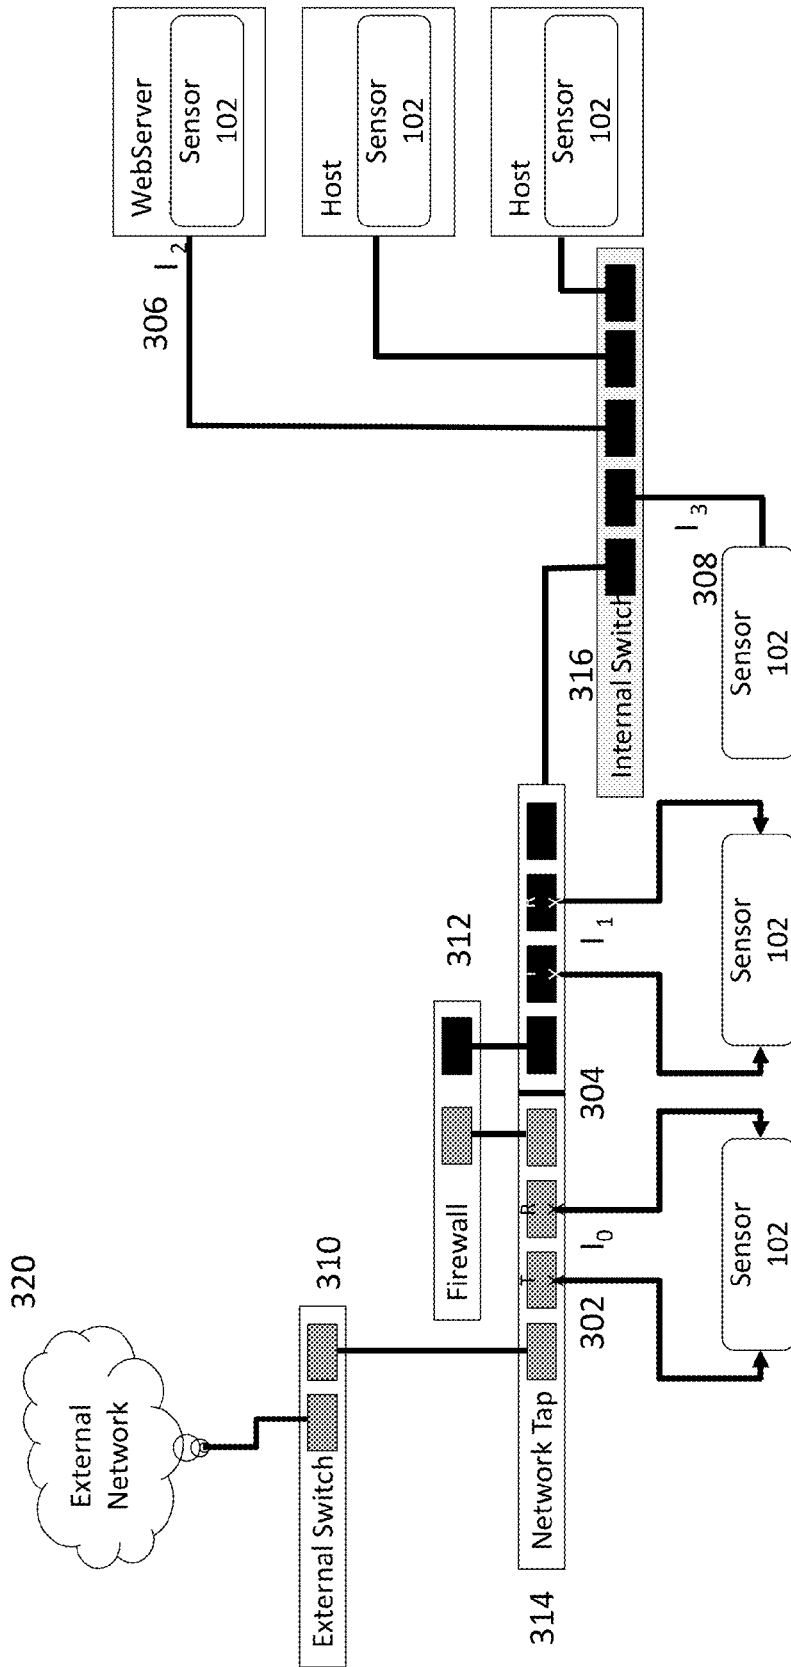 320
External
Network
External Switch
310
Firewall
312
314
Network Tap
T
R
X
X
302
I0
304
I1
X
X
Sensor
102
Sensor
102
316
Internal Switch
308
I3
Sensor
102
306
I2
WebServer
Sensor
102
Host
Sensor
102
Host
Sensor
102